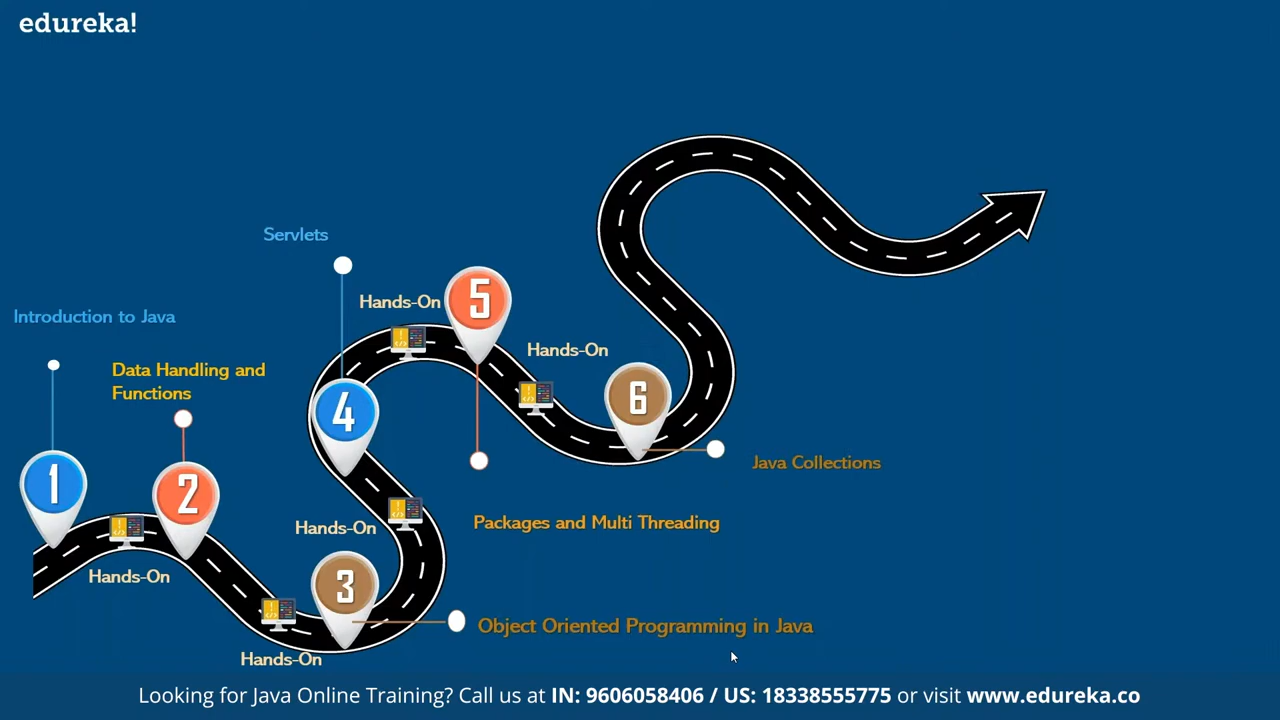 edureka!
Servlets
Hands-On
5
Introduction to Java
Hands-On
Data Handling and
Functions
6
4
Java Collections
1
2
Hands-On
Packages and Multi Threading
Hands-On
3
Object Oriented Programming in Java
Hands-On
Looking for Java Online Training? Call us at IN: 9606058406 / US: 18338555775 or visit www.edureka.co